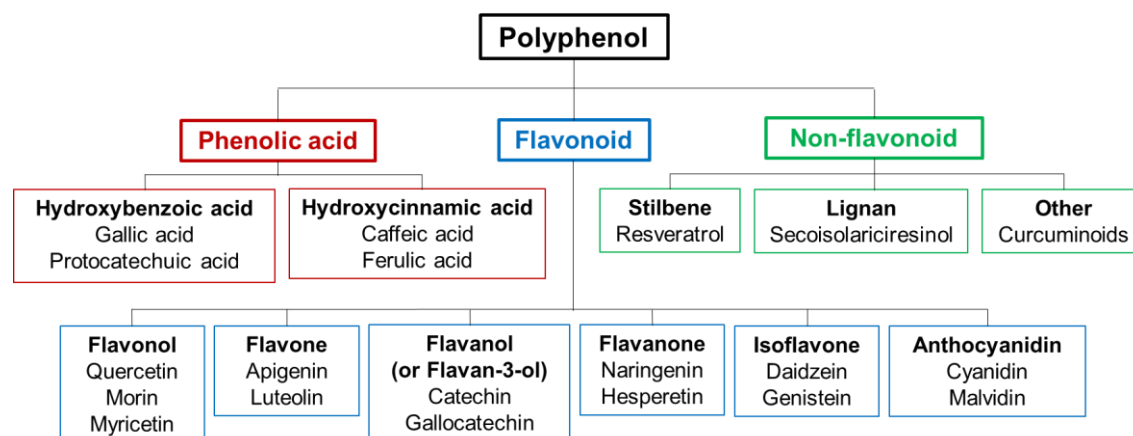 Polyphenol
Phenolic acid
Flavonoid
Non-flavonoid
Hydroxybenzoic acid
Gallic acid
Protocatechuic acid
Hydroxycinnamic acid
Caffeic acid
Ferulic acid
Stilbene
Resveratrol
Lignan
Secoisolariciresinol
Other
Curcuminoids
Flavonol
Quercetin
Morin
Myricetin
Flavone
Apigenin
Luteolin
Flavanol
(or Flavan-3-ol)
Catechin
Gallocatechin
Flavanone
Naringenin
Hesperetin
Isoflavone
Daidzein
Genistein
Anthocyanidin
Cyanidin
Malvidin